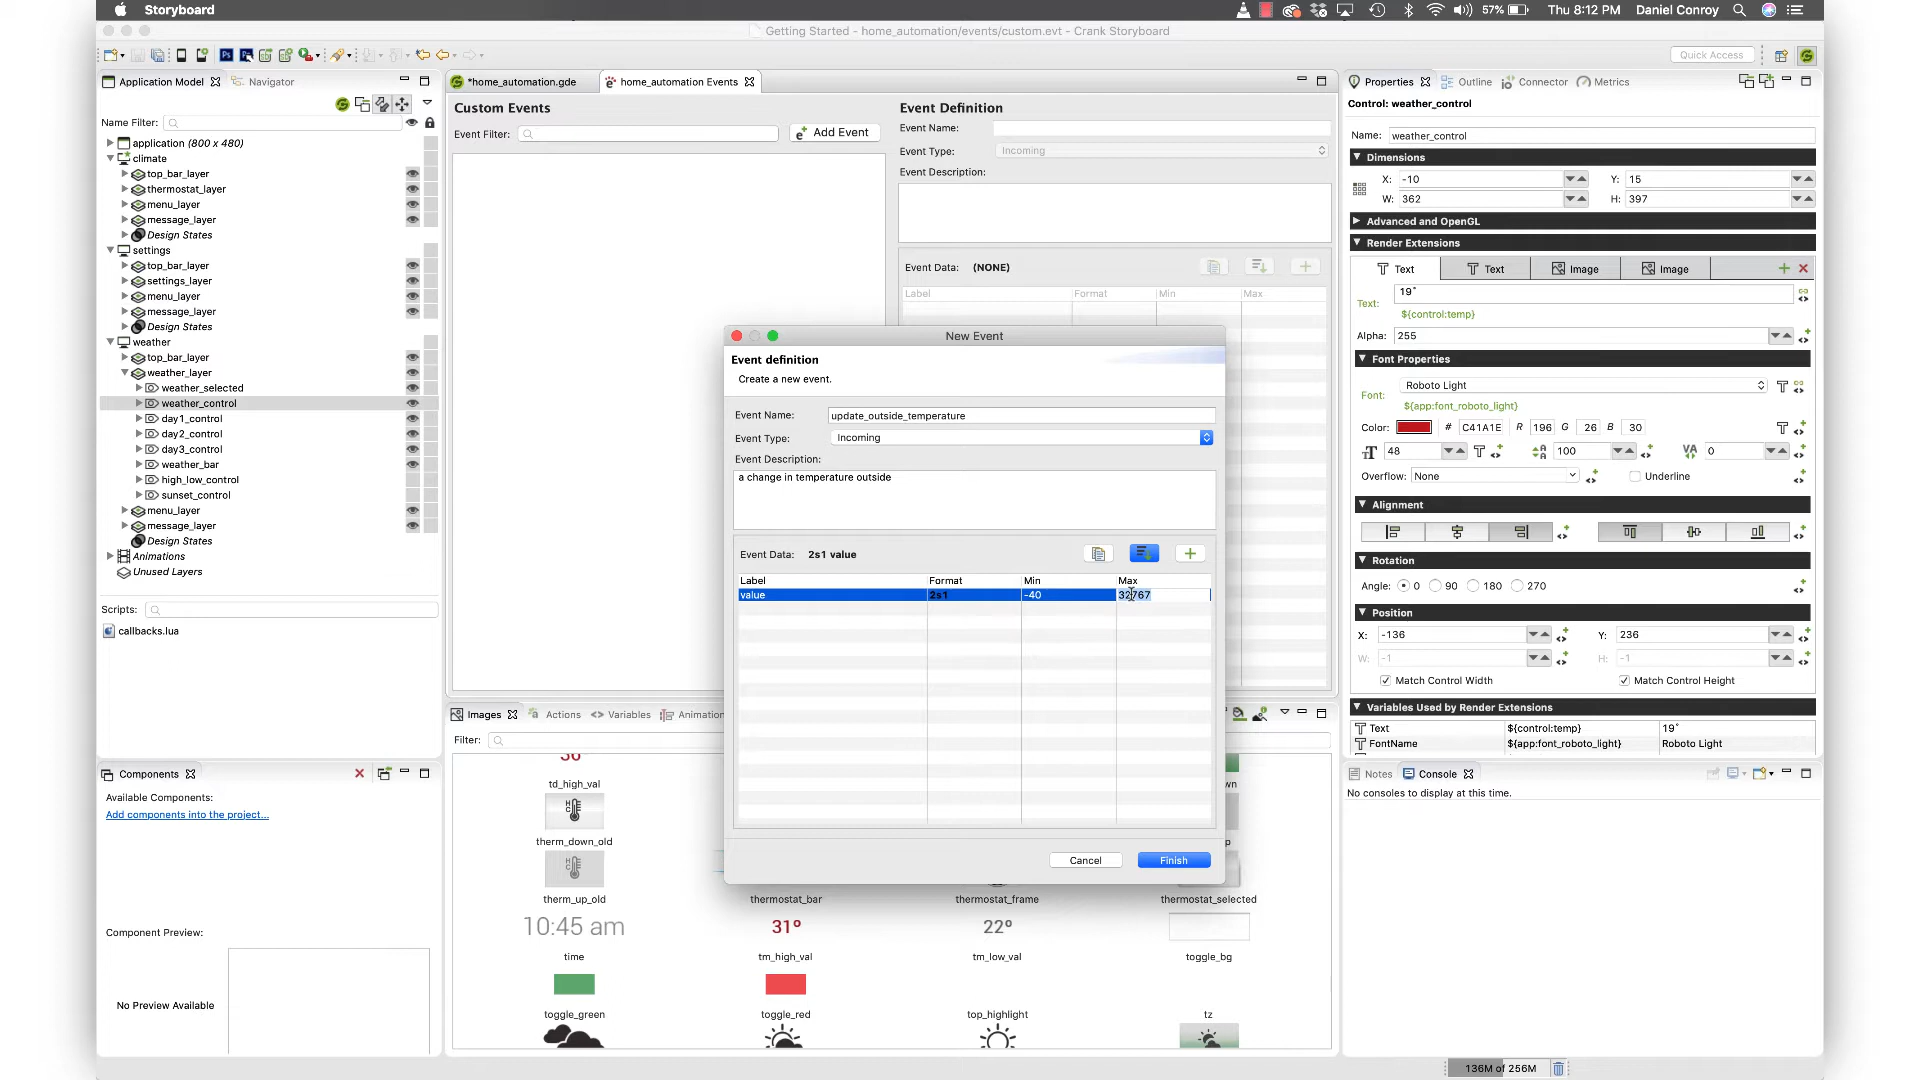 Storyboard
57%
Thu 8:12 PM
Daniel Conroy
Getting Started - home_automation/events/custom.evt - Crank Storyboard
Quick Access
Application Model
Navigator
Name Filter:
application (800 x 480)
climate
top_bar_layer
thermostat_layer
menu_layer
message_layer
Design States
settings
top_bar_layer
settings_layer
menu_layer
message_layer
Design States
weather
top_bar_layer
weather_layer
weather_selected
weather_control
day1_control
day2_control
day3_control
weather_bar
high_low_control
sunset_control
menu_layer
message_layer
Design States
Animations
Unused Layers
Scripts:
callbacks.lua
Components
Available Components:
Add components into the project...
Component Preview:
No Preview Available
*home_automation.gde
home_automation Events
Custom Events
Event Filter:
Add Event
Event Definition
Event Name:
Event Type: Incoming
Event Description:
Event Data: (NONE)
Label Format Min Max
New Event
Event definition
Create a new event.
Event Name: update_outside_temperature
Event Type: Incoming
Event Description:
a change in temperature outside
Event Data: 2s1 value
Label Format Min Max
value 2s1 -40 32767
Cancel
Finish
Images
Actions
Variables
Animation
Filter:
td_high_val
therm_down_old
therm_up_old
thermostat_bar
thermostat_frame
thermostat_selected
10:45 am
31º
22º
time
tm_high_val
tm_low_val
toggle_bg
toggle_green
toggle_red
top_highlight
tz
Properties
Outline
Connector
Metrics
Control: weather_control
Name: weather_control
Dimensions
X: -10 Y: 15
W: 362 H: 397
Advanced and OpenGL
Render Extensions
Text
Text
Image
Image
Text: 19˚
${control:temp}
Alpha: 255
Font Properties
Font: Roboto Light
${app:font_roboto_light}
Color: # C41A1E R 196 G 26 B 30
48 100 VA 0
Overflow: None Underline
Alignment
Rotation
Angle: 0 90 180 270
Position
X: -136 Y: 236
W: -1 H: -1
Match Control Width
Match Control Height
Variables Used by Render Extensions
Text ${control:temp} 19˚
FontName ${app:font_roboto_light} Roboto Light
Notes
Console
No consoles to display at this time.
136M of 256M